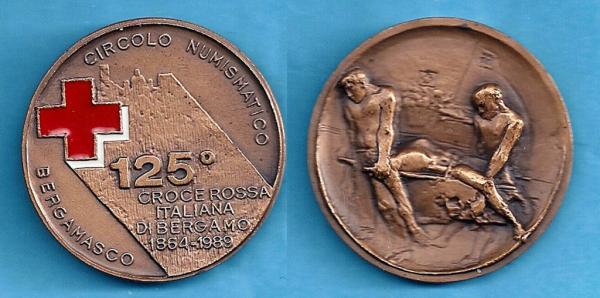 CIRCOLO NUMISMATICO
BERGAMASCO
125°
CROCE ROSSA
ITALIANA
DI BERGAMO
1864-1989